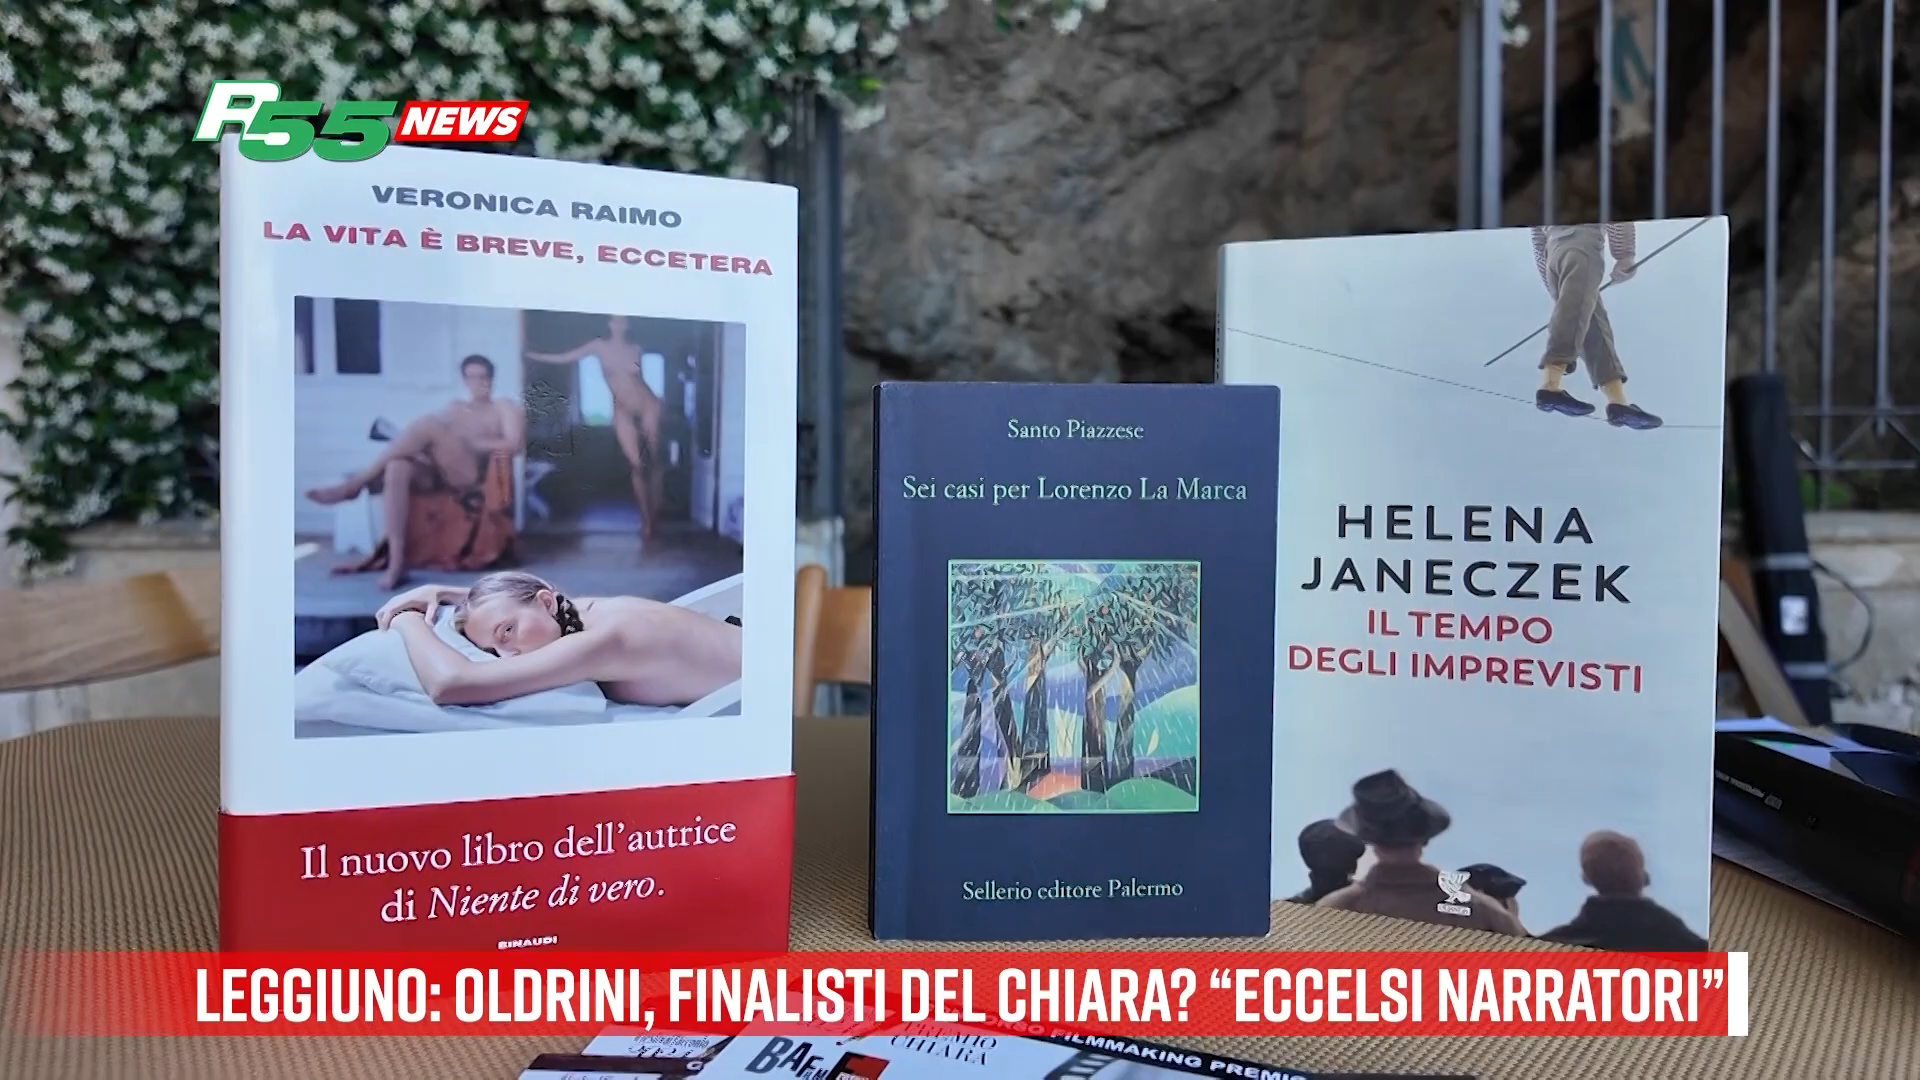 R55 NEWS
VERONICA RAIMO
LA VITA È BREVE, ECCETERA
Il nuovo libro dell'autrice
di Niente di vero.
EINAUDI
Santo Piazzese
Sei casi per Lorenzo La Marca
Sellerio editore Palermo
HELENA
JANECZEK
IL TEMPO
DEGLI IMPREVISTI
LEGGIUNO: OLDRINI, FINALISTI DEL CHIARA? “ECCELSI NARRATORI”
PREMIO
CHIARA
FILMMAKING PREMIO
BAFF